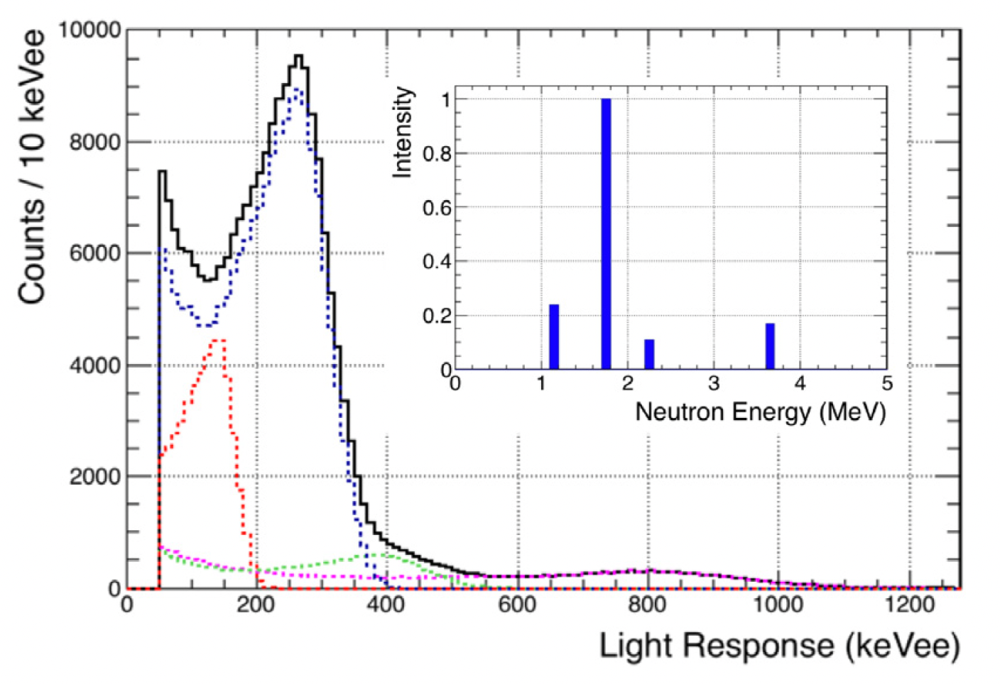 Counts / 10 keVee
10000
8000
6000
4000
2000
0
0 200 400 600 800 1000 1200
Light Response (keVee)
Intensity
1
0.8
0.6
0.4
0.2
0
0 1 2 3 4 5
Neutron Energy (MeV)